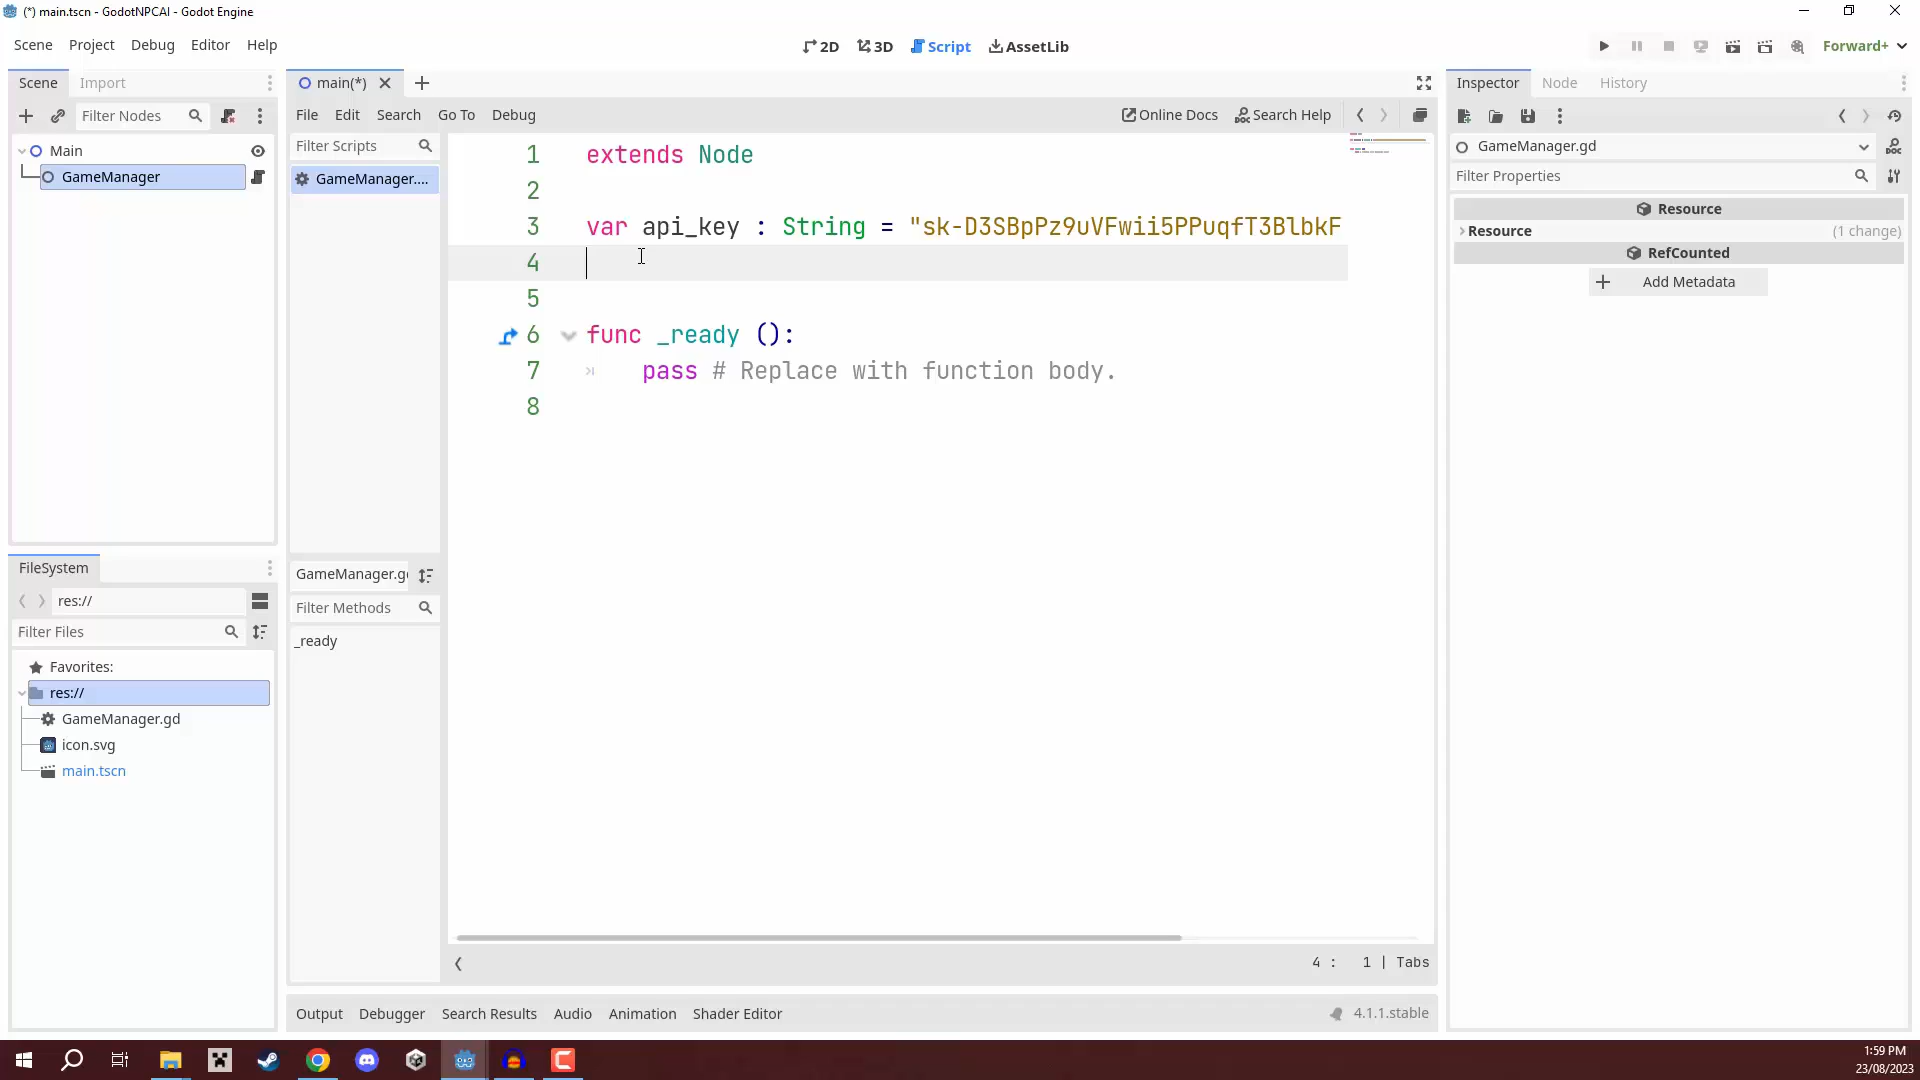 (*) main.tscn - GodotNPCAI - Godot Engine
Scene Project Debug Editor Help
2D 3D Script AssetLib
Forward+
Scene Import
main(*)
Inspector Node History
Filter Nodes
File Edit Search Go To Debug
Online Docs Search Help
Filter Scripts
GameManager.gd
Main
GameManager
GameManager....
Filter Properties
1 extends Node
2
3 var api_key : String = "sk-D3SBpPz9uVFwii5PPuqfT3BlbkF
4
5
6 func _ready ():
7 pass # Replace with function body.
8
Resource
Resource (1 change)
RefCounted
Add Metadata
FileSystem
res://
Filter Files
Favorites:
res://
GameManager.gd
icon.svg
main.tscn
GameManager.g
Filter Methods
_ready
4 : 1 | Tabs
Output Debugger Search Results Audio Animation Shader Editor
4.1.1.stable
1:59 PM
23/08/2023